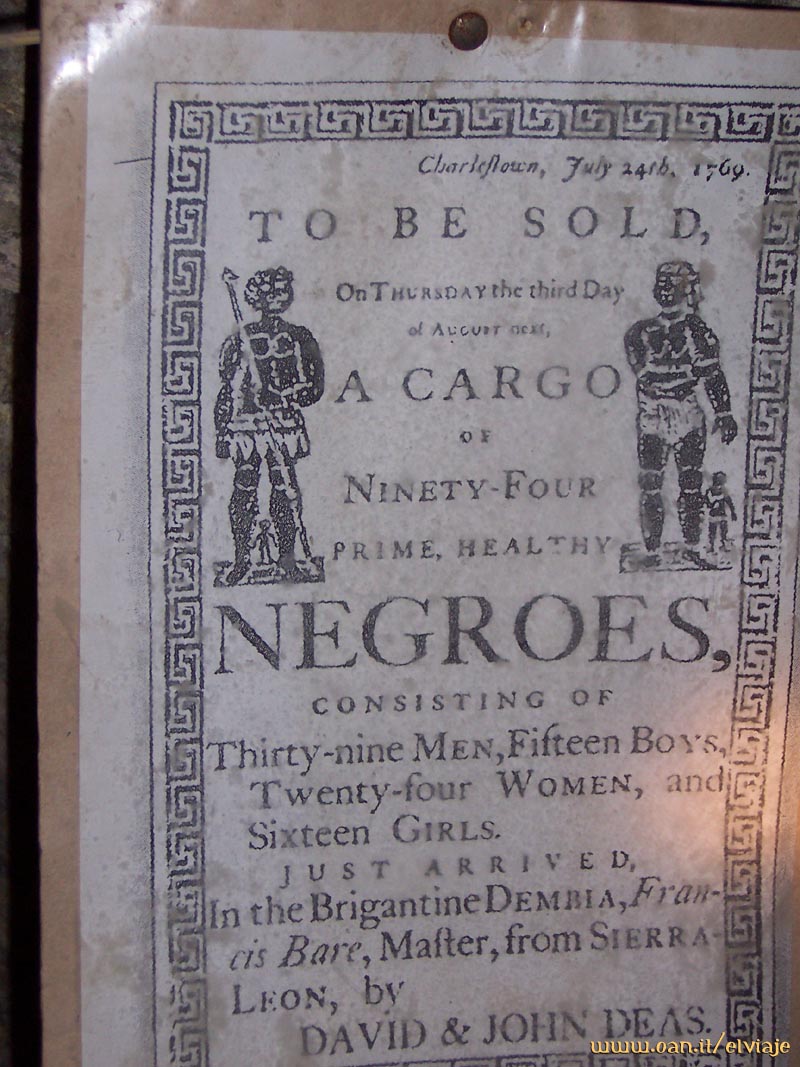 Charleſtown, July 24th, 1769.
TO BE SOLD,
On THURSDAY the third Day
of AUGUST next,
A CARGO
OF
NINETY-FOUR
PRIME, HEALTHY
NEGROES,
CONSISTING OF
Thirty-nine MEN, Fifteen BOYS,
Twenty-four WOMEN, and
Sixteen GIRLS.
JUST ARRIVED,
In the Brigantine DEMBIA, Fran-
cis Bare, Maſter, from SIERRA-
LEON, by
DAVID & JOHN DEAS.
www.oan.it/elviaje